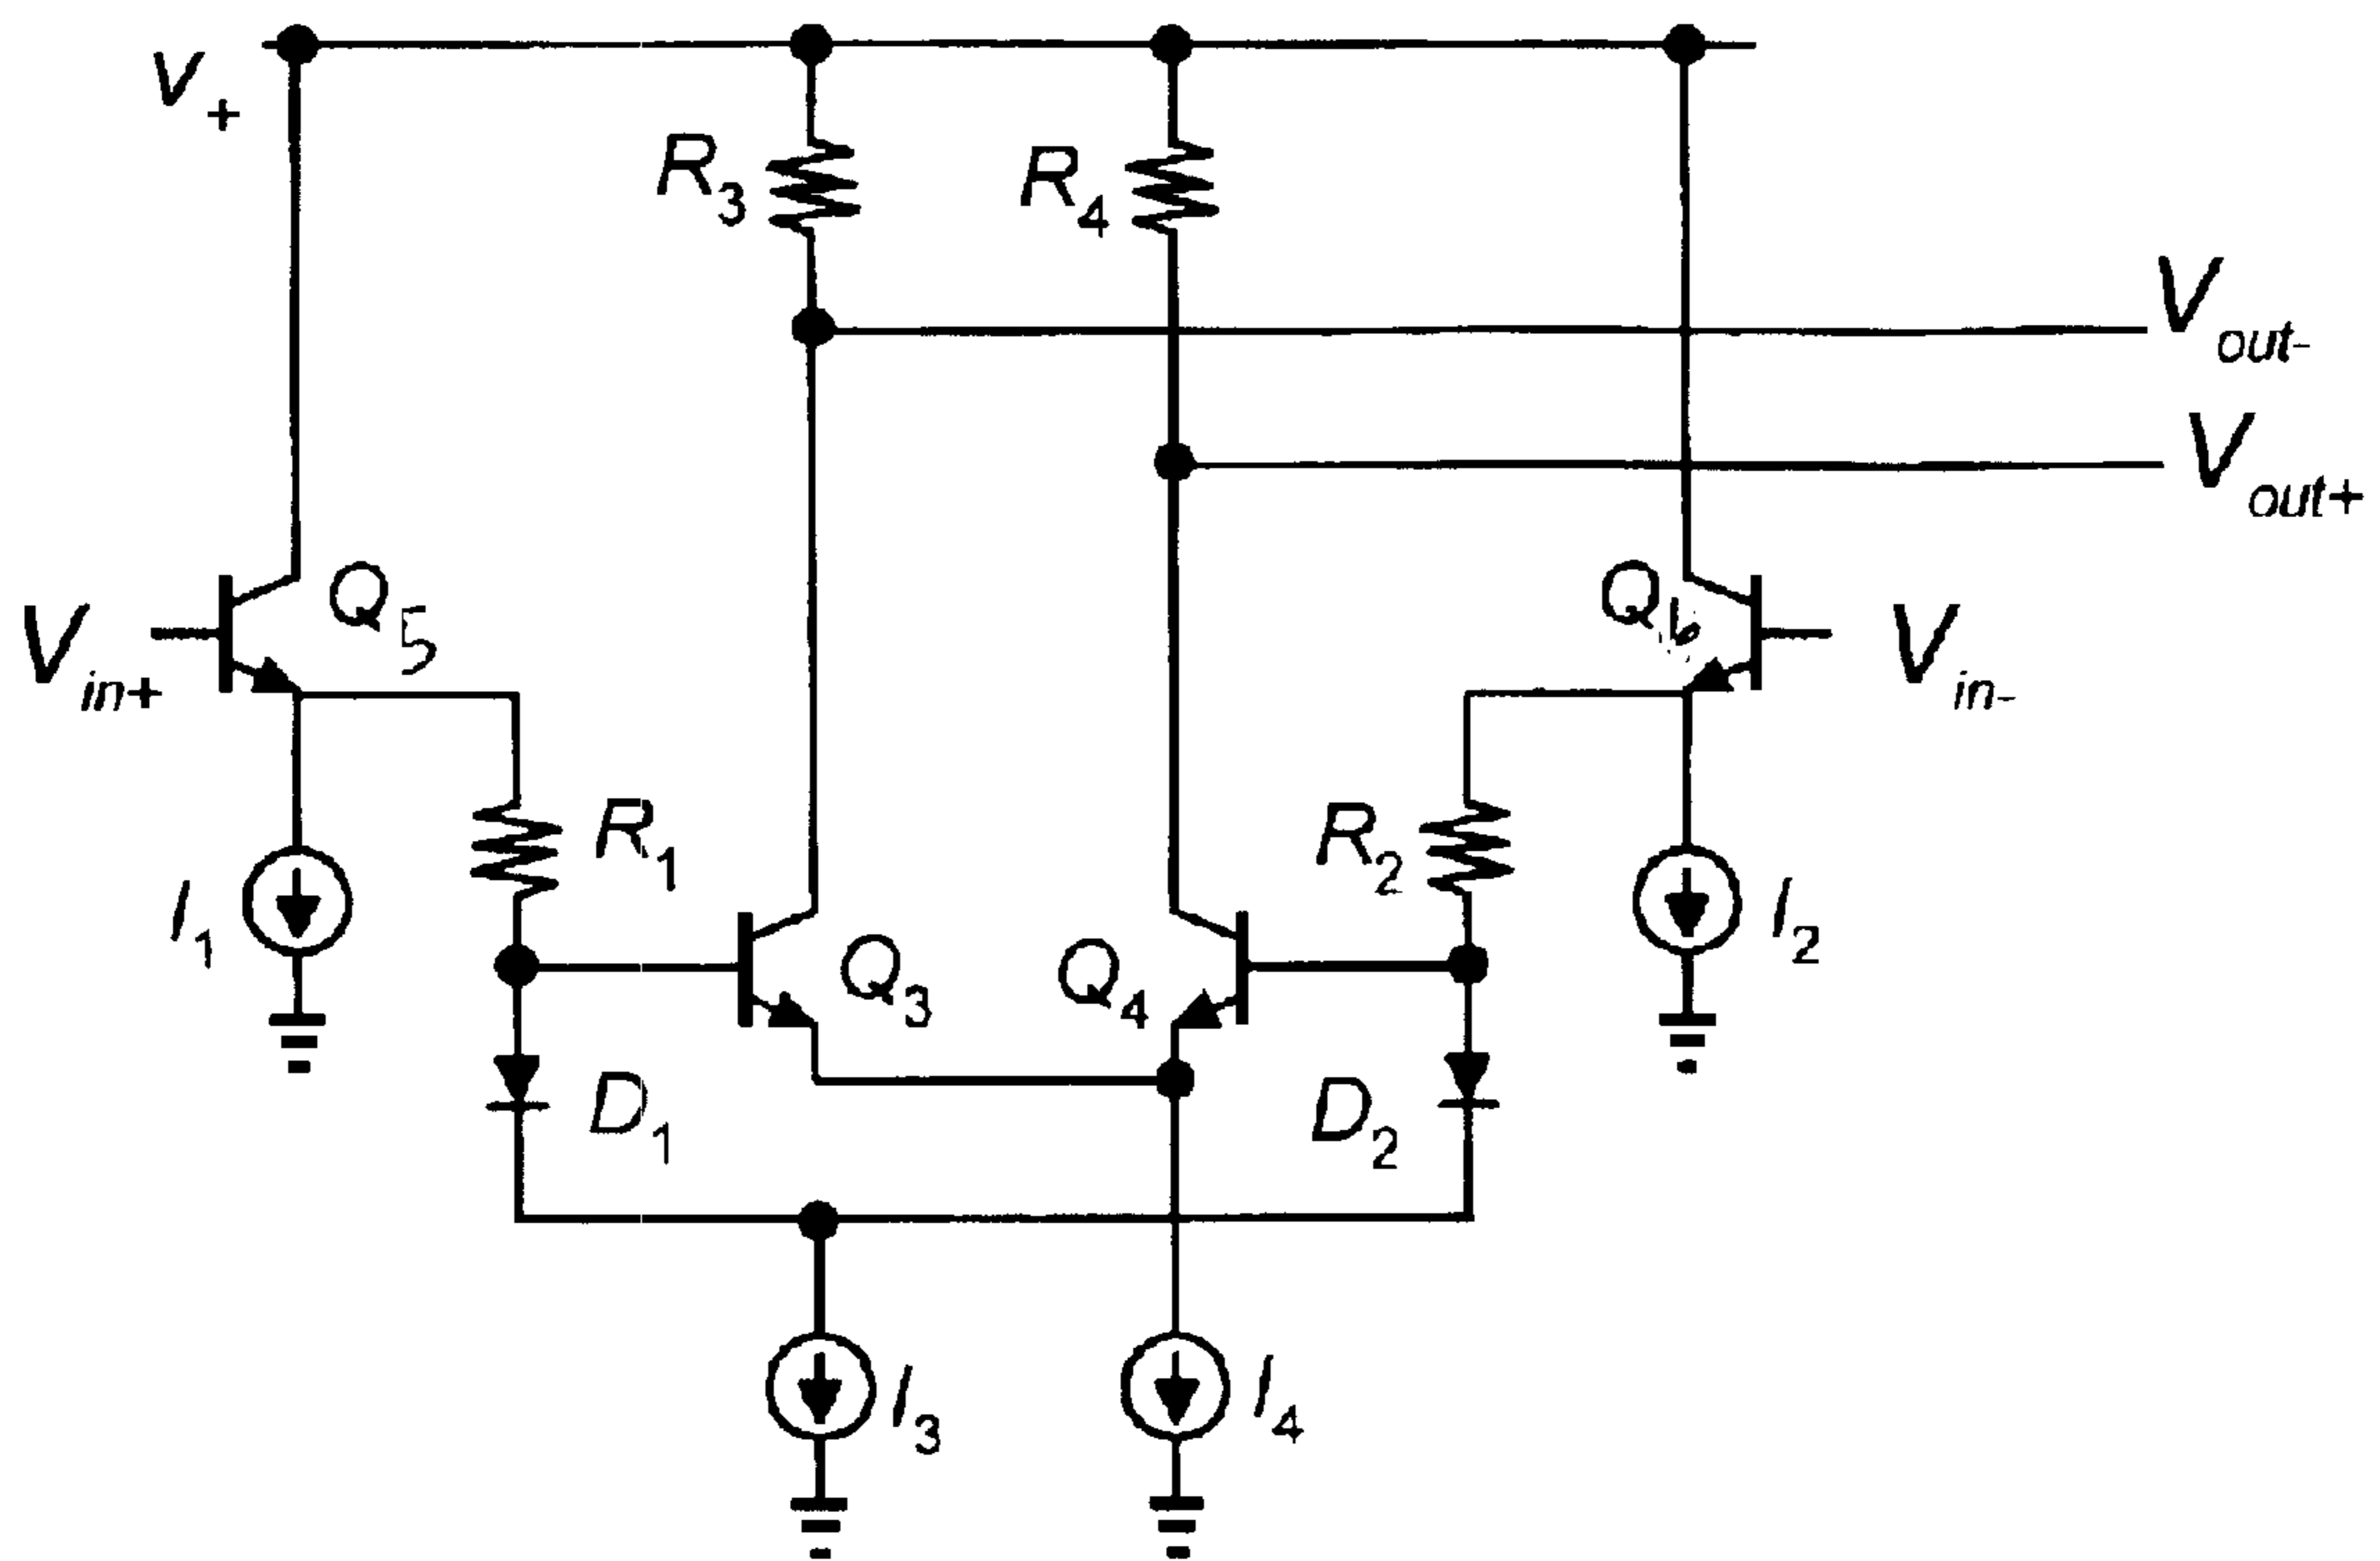 V+
R3
R4
Vout-
Vout+
Q5
Q6
Vin+
Vin-
R1
R2
I1
I2
Q3
Q4
D1
D2
I3
I4